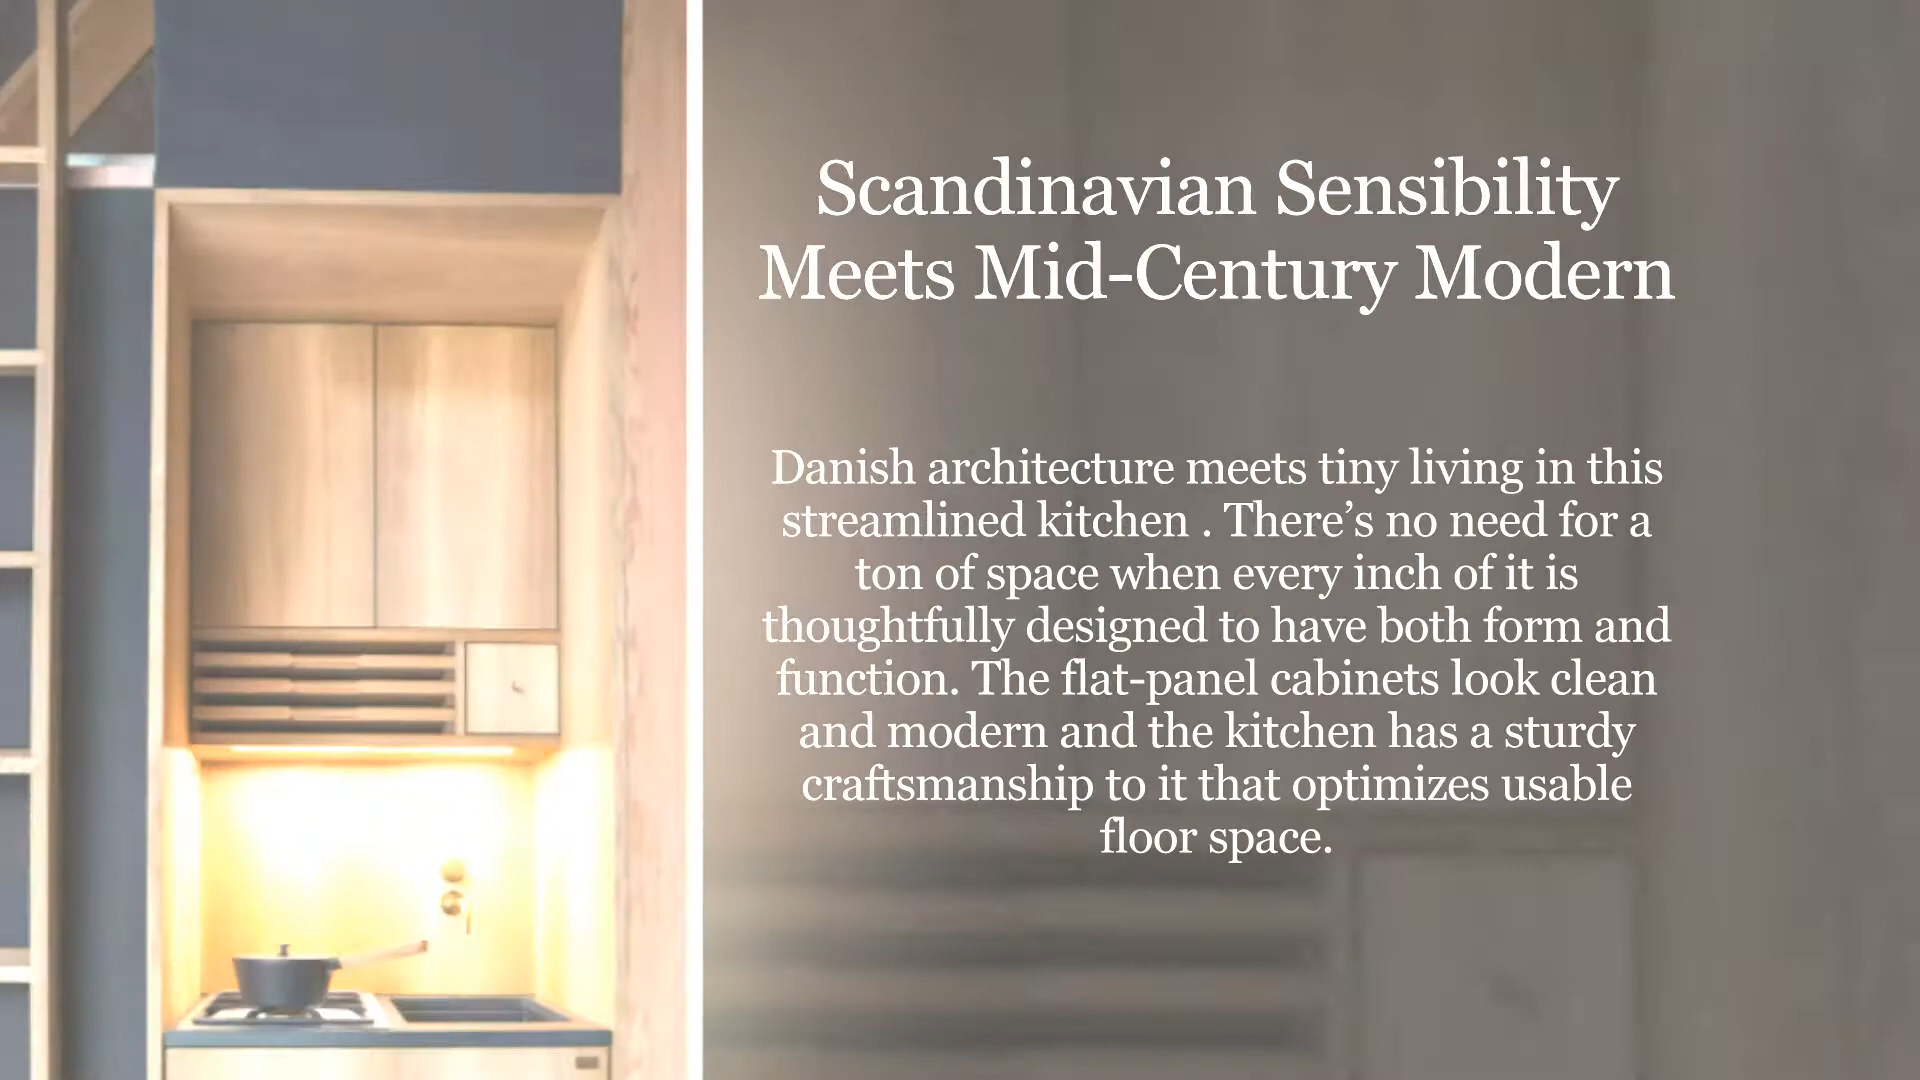 Scandinavian Sensibility
Meets Mid-Century Modern
Danish architecture meets tiny living in this
streamlined kitchen . There’s no need for a
ton of space when every inch of it is
thoughtfully designed to have both form and
function. The flat-panel cabinets look clean
and modern and the kitchen has a sturdy
craftsmanship to it that optimizes usable
floor space.